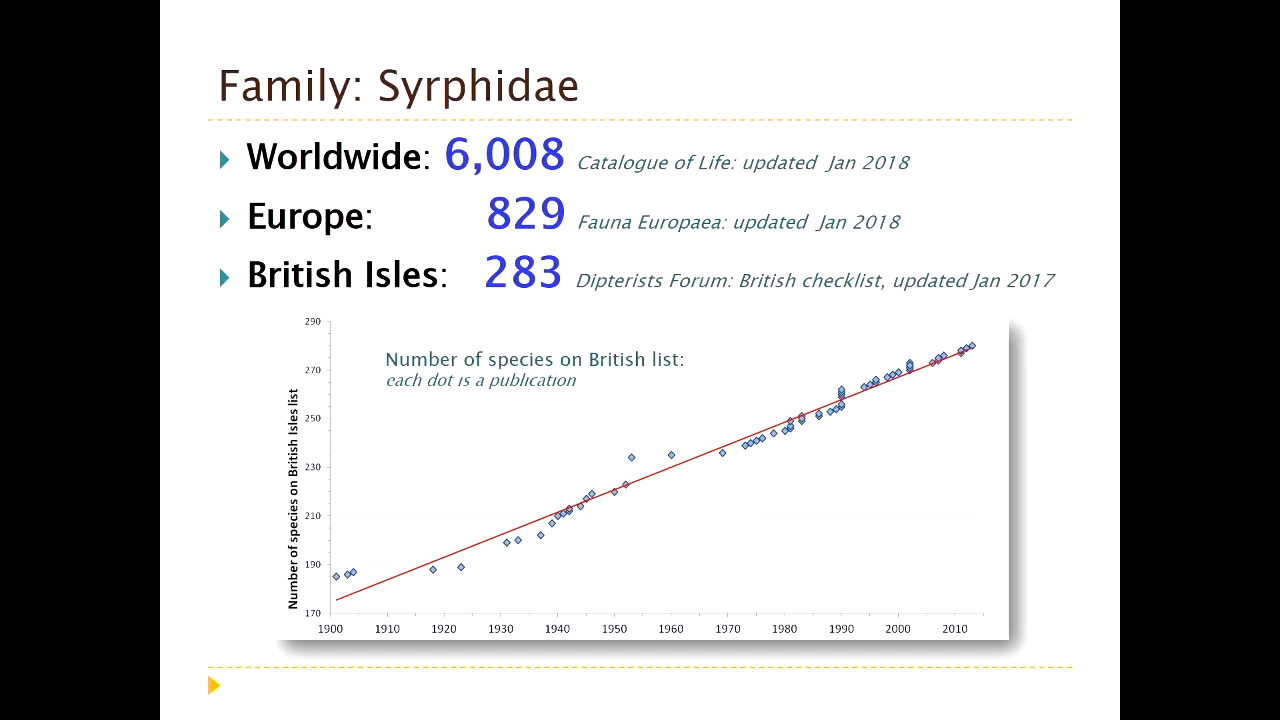 Family: Syrphidae
Worldwide: 6,008 Catalogue of Life: updated Jan 2018
Europe: 829 Fauna Europaea: updated Jan 2018
British Isles: 283 Dipterists Forum: British checklist, updated Jan 2017
Number of species on British list:
each dot is a publication
Number of species on British Isles list
290
270
250
230
210
190
170
1900 1910 1920 1930 1940 1950 1960 1970 1980 1990 2000 2010